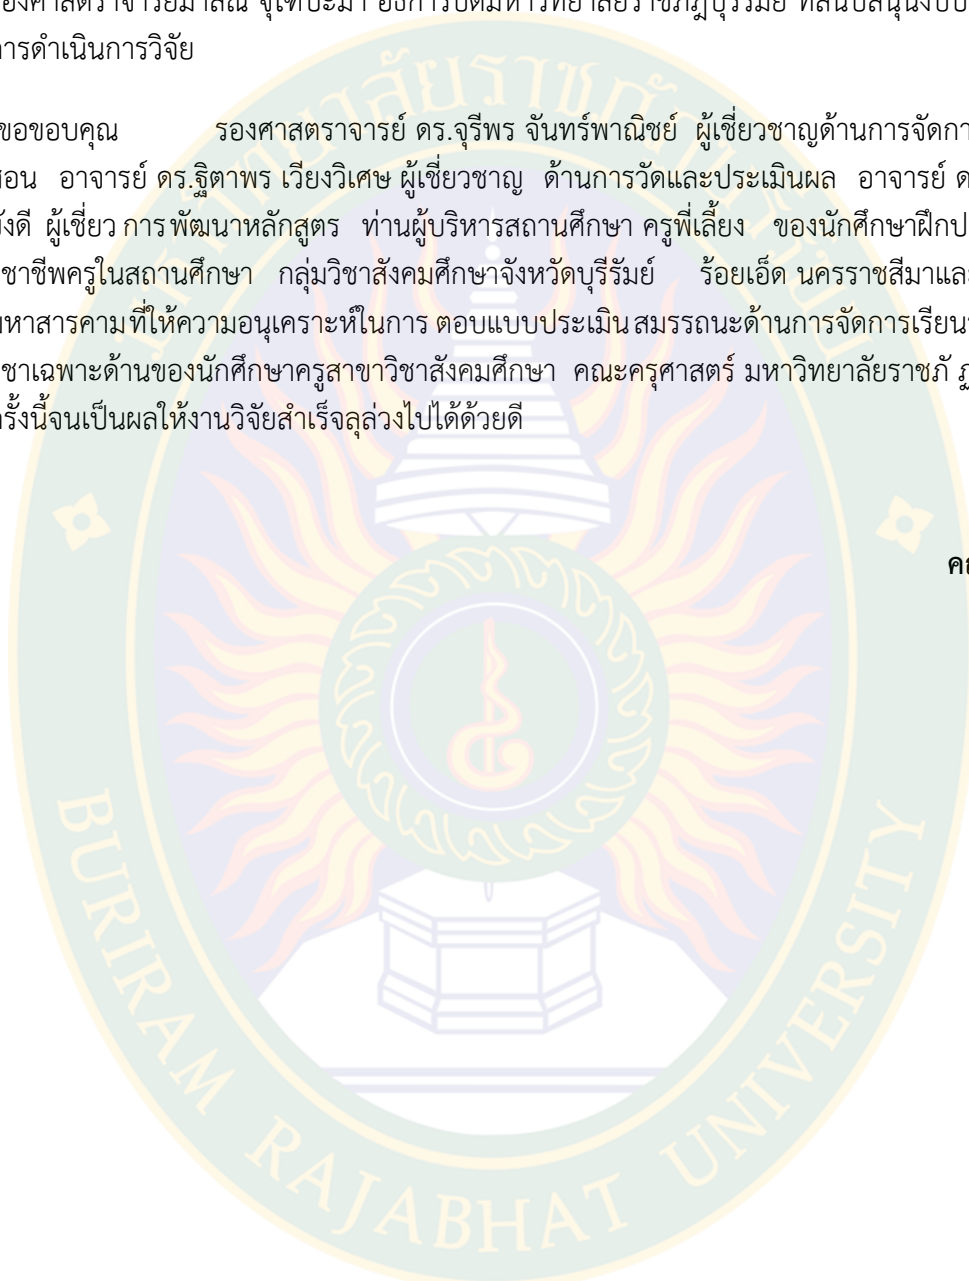 การดำเนินการวิจัย
ขอขอบคุณ รองศาสตราจารย์ ดร.จุรีพร จันทร์พาณิชย์ ผู้เชี่ยวชาญด้านการจัดกา
สอน อาจารย์ ดร.ฐิตาพร เวียงวิเศษ ผู้เชี่ยวชาญ ด้านการวัดและประเมินผล อาจารย์ ด
ผู้เชี่ยว การพัฒนาหลักสูตร ท่านผู้บริหารสถานศึกษา ครูพี่เลี้ยง ของนักศึกษาฝึกป
วิชาชีพครูในสถานศึกษา กลุ่มวิชาสังคมศึกษาจังหวัดบุรีรัมย์ ร้อยเอ็ด นครราชสีมาและ
มหาสารคามที่ให้ความอนุเคราะห์ในการ ตอบแบบประเมินสมรรถนะด้านการจัดการเรียน
วิชาเฉพาะด้านของนักศึกษาครูสาขาวิชาสังคมศึกษา คณะครุศาสตร์ มหาวิทยาลัยราชภั ฏ
ครั้งนี้จนเป็นผลให้งานวิจัยสำเร็จลุล่วงไปได้ด้วยดี
BURIRAM RAJABHAT UNIVERSITY